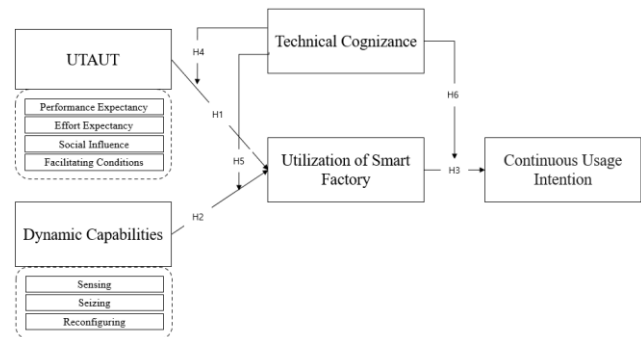 Technical Cognizance
H4
UTAUT
H6
Performance Expectancy
Effort Expectancy
Social Influence
Facilitating Conditions
H1
H5
Utilization of Smart
Factory
H3
Continuous Usage
Intention
H2
Dynamic Capabilities
Sensing
Seizing
Reconfiguring